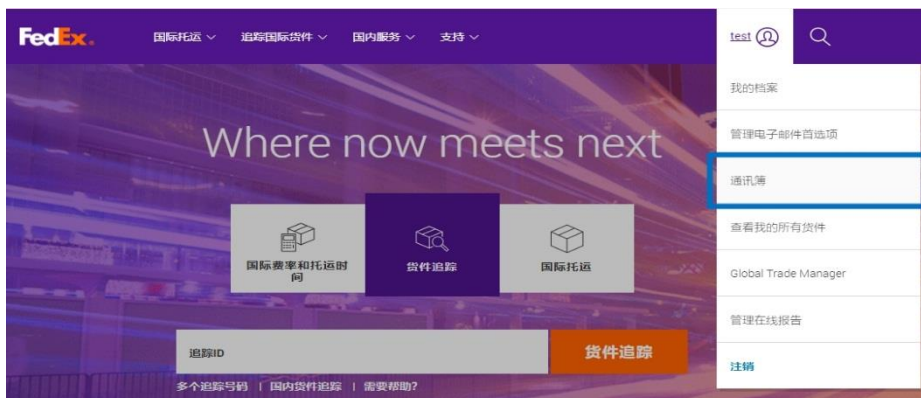 FedEx.
国际托运
追踪国际货件
国内服务
支持
test
我的档案
管理电子邮件首选项
通讯簿
查看我的所有货件
Global Trade Manager
管理在线报告
注销
Where now meets next
国际费率和托运时
间
货件追踪
国际托运
追踪ID
货件追踪
多个追踪号码 | 国内货件追踪 | 需要帮助?